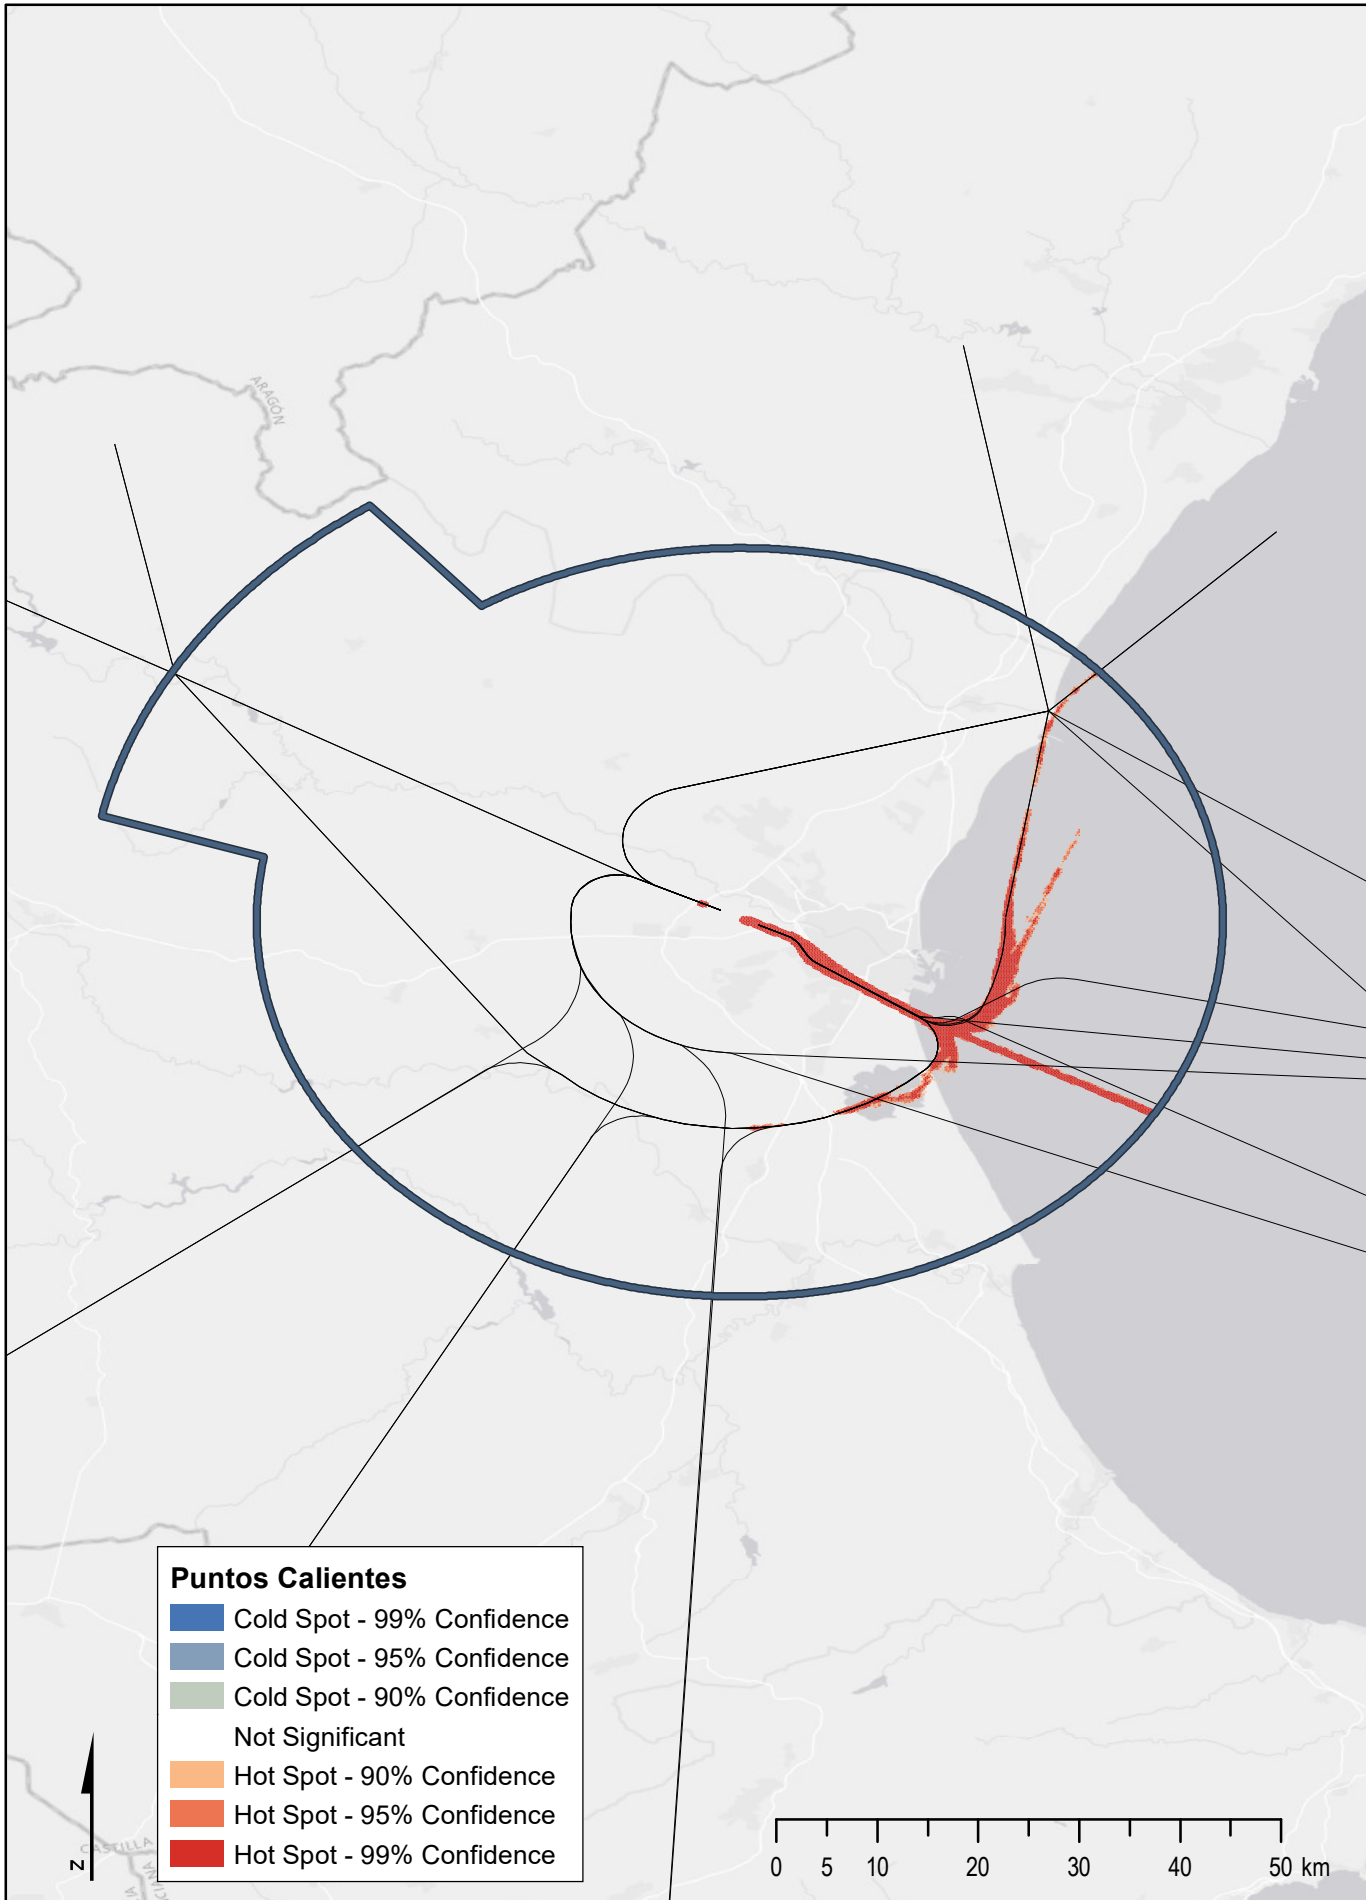 ARAGÓN
Puntos Calientes
Cold Spot - 99% Confidence
Cold Spot - 95% Confidence
Cold Spot - 90% Confidence
Not Significant
Hot Spot - 90% Confidence
Hot Spot - 95% Confidence
Hot Spot - 99% Confidence
CASTILLA
Z
0 5 10 20 30 40 50 km